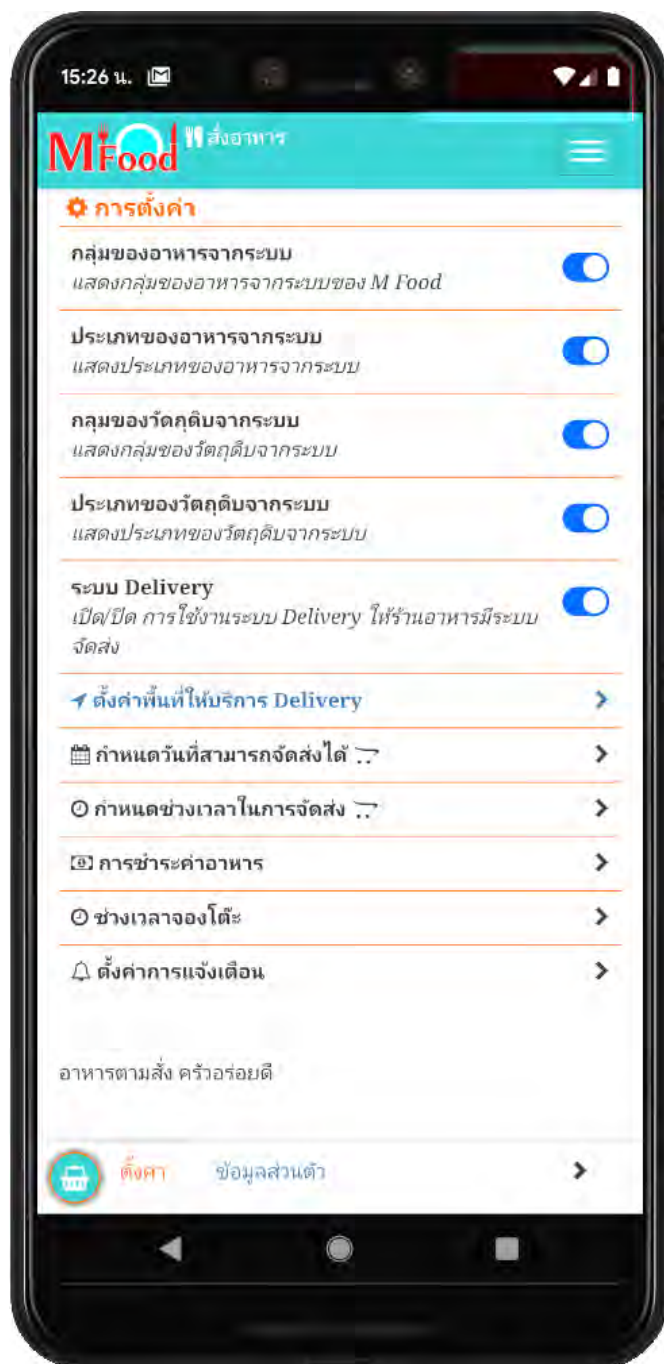 15:26 น.
M Food สั่งอาหาร
การตั้งค่า
กลุ่มของอาหารจากระบบ
แสดงกลุ่มของอาหารจากระบบของ M Food
ประเภทของอาหารจากระบบ
แสดงประเภทของอาหารจากระบบ
กลุมของวัตถุดิบจากระบบ
แสดงกลุ่มของวัตถุดิบจากระบบ
ประเภทของวัตถุดิบจากระบบ
แสดงประเภทของวัตถุดิบจากระบบ
ระบบ Delivery
เปิด/ปิด การใช้งานระบบ Delivery ให้ร้านอาหารมีระบบ
จัดส่ง
ตั้งค่าพื้นที่ให้บริการ Delivery
กำหนดวันที่สามารถจัดส่งได้
กำหนดช่วงเวลาในการจัดส่ง
การชำระค่าอาหาร
ช่วงเวลาจองโต๊ะ
ตั้งค่าการแจ้งเตือน
อาหารตามสั่ง ครัวอร่อยดี
ตั้งค่า ข้อมูลส่วนตัว